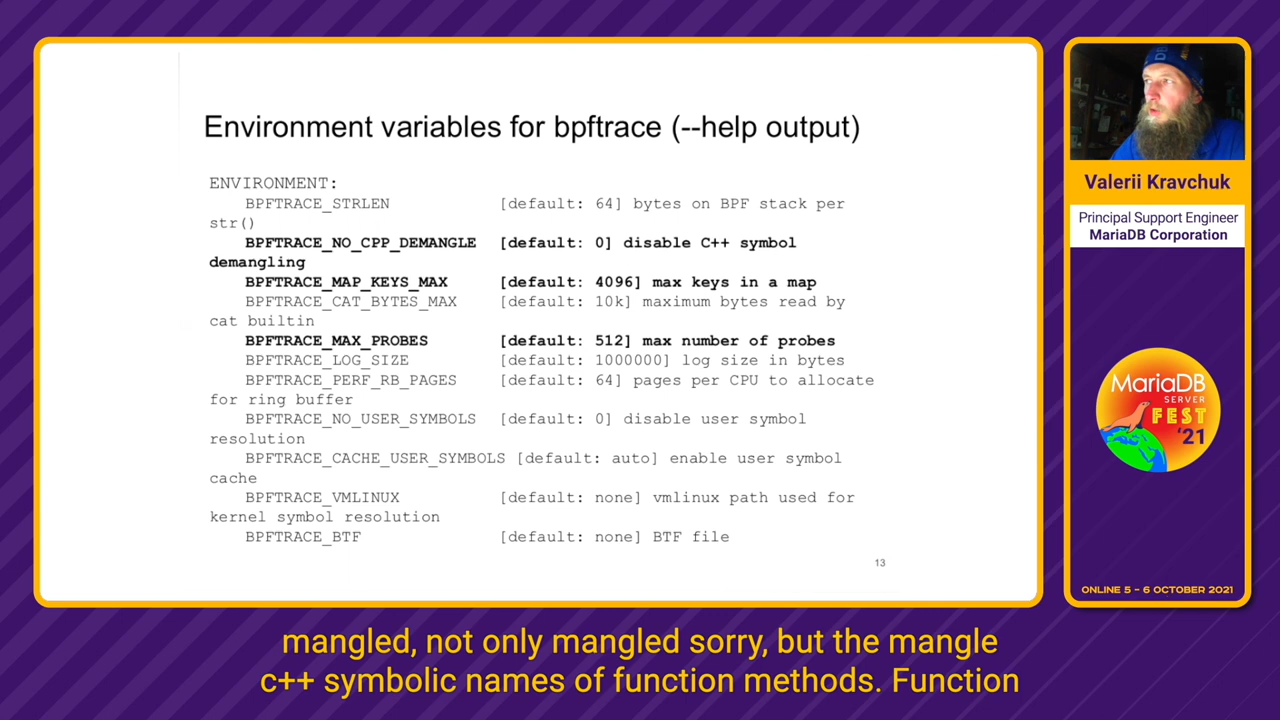 Environment variables for bpftrace (--help output)
ENVIRONMENT:
BPFTRACE_STRLEN [default: 64] bytes on BPF stack per
str()
BPFTRACE_NO_CPP_DEMANGLE [default: 0] disable C++ symbol
demangling
BPFTRACE_MAP_KEYS_MAX [default: 4096] max keys in a map
BPFTRACE_CAT_BYTES_MAX [default: 10k] maximum bytes read by
cat builtin
BPFTRACE_MAX_PROBES [default: 512] max number of probes
BPFTRACE_LOG_SIZE [default: 1000000] log size in bytes
BPFTRACE_PERF_RB_PAGES [default: 64] pages per CPU to allocate
for ring buffer
BPFTRACE_NO_USER_SYMBOLS [default: 0] disable user symbol
resolution
BPFTRACE_CACHE_USER_SYMBOLS [default: auto] enable user symbol
cache
BPFTRACE_VMLINUX [default: none] vmlinux path used for
kernel symbol resolution
BPFTRACE_BTF [default: none] BTF file
13
Valerii Kravchuk
Principal Support Engineer
MariaDB Corporation
MariaDB
SERVER
FEST
'21
ONLINE 5 - 6 OCTOBER 2021
mangled, not only mangled sorry, but the mangle
c++ symbolic names of function methods. Function